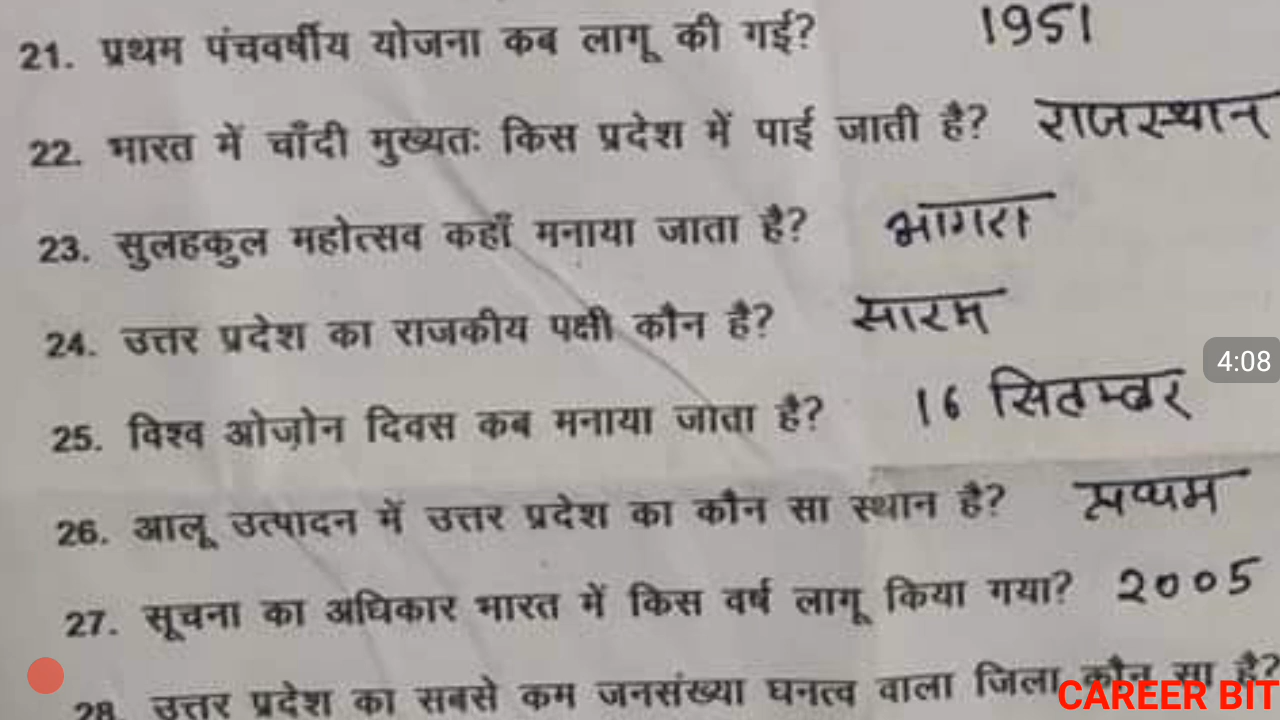 21. प्रथम पंचवर्षीय योजना कब लागू की गई? 1951
22. भारत में चाँदी मुख्यतः किस प्रदेश में पाई जाती है? राजस्थान
23. सुलहकुल महोत्सव कहाँ मनाया जाता है? आगरा
24. उत्तर प्रदेश का राजकीय पक्षी कौन है? सारस
4:08
25. विश्व ओज़ोन दिवस कब मनाया जाता है? 16 सितम्बर
26. आलू उत्पादन में उत्तर प्रदेश का कौन सा स्थान है? प्रथम
27. सूचना का अधिकार भारत में किस वर्ष लागू किया गया? 2005
28. उत्तर प्रदेश का सबसे कम जनसंख्या घनत्व वाला जिला कौन सा है?
CAREER BIT